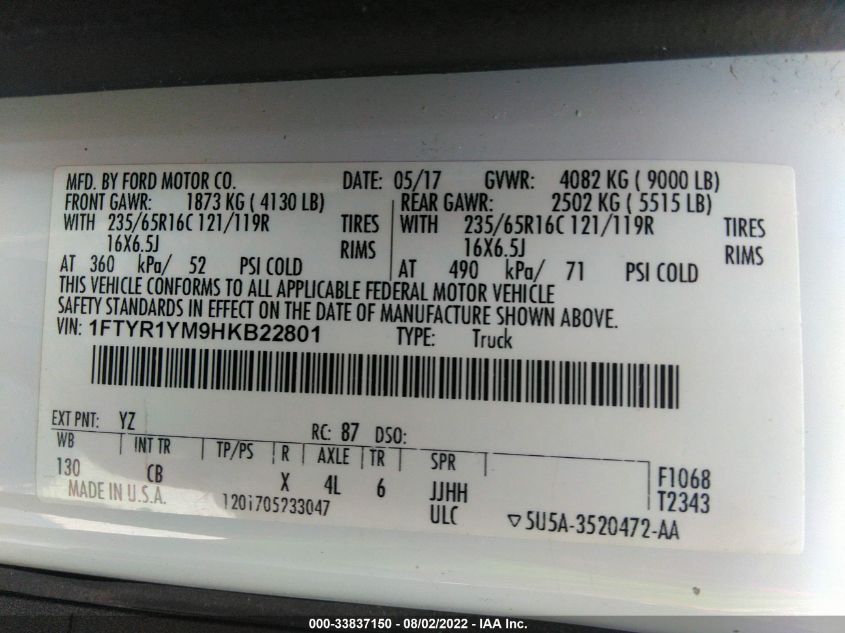 MFD. BY FORD MOTOR CO. DATE: 05/17 GVWR: 4082 KG ( 9000 LB)
FRONT GAWR: 1873 KG ( 4130 LB) REAR GAWR: 2502 KG ( 5515 LB)
WITH 235/65R16C 121/119R TIRES WITH 235/65R16C 121/119R TIRES
16X6.5J RIMS 16X6.5J RIMS
AT 360 kPa/ 52 PSI COLD AT 490 kPa/ 71 PSI COLD
THIS VEHICLE CONFORMS TO ALL APPLICABLE FEDERAL MOTOR VEHICLE
SAFETY STANDARDS IN EFFECT ON THE DATE OF MANUFACTURE SHOWN ABOVE.
VIN: 1FTYR1YM9HKB22801 TYPE: Truck
EXT PNT: YZ RC: 87 DSO:
WB INT TR TP/PS R AXLE TR SPR
130 CB X 4L 6 JJHH F1068
MADE IN U.S.A. 1201705233047 ULC T2343
▽5U5A-3520472-AA
000-33837150 - 08/02/2022 - IAA Inc.